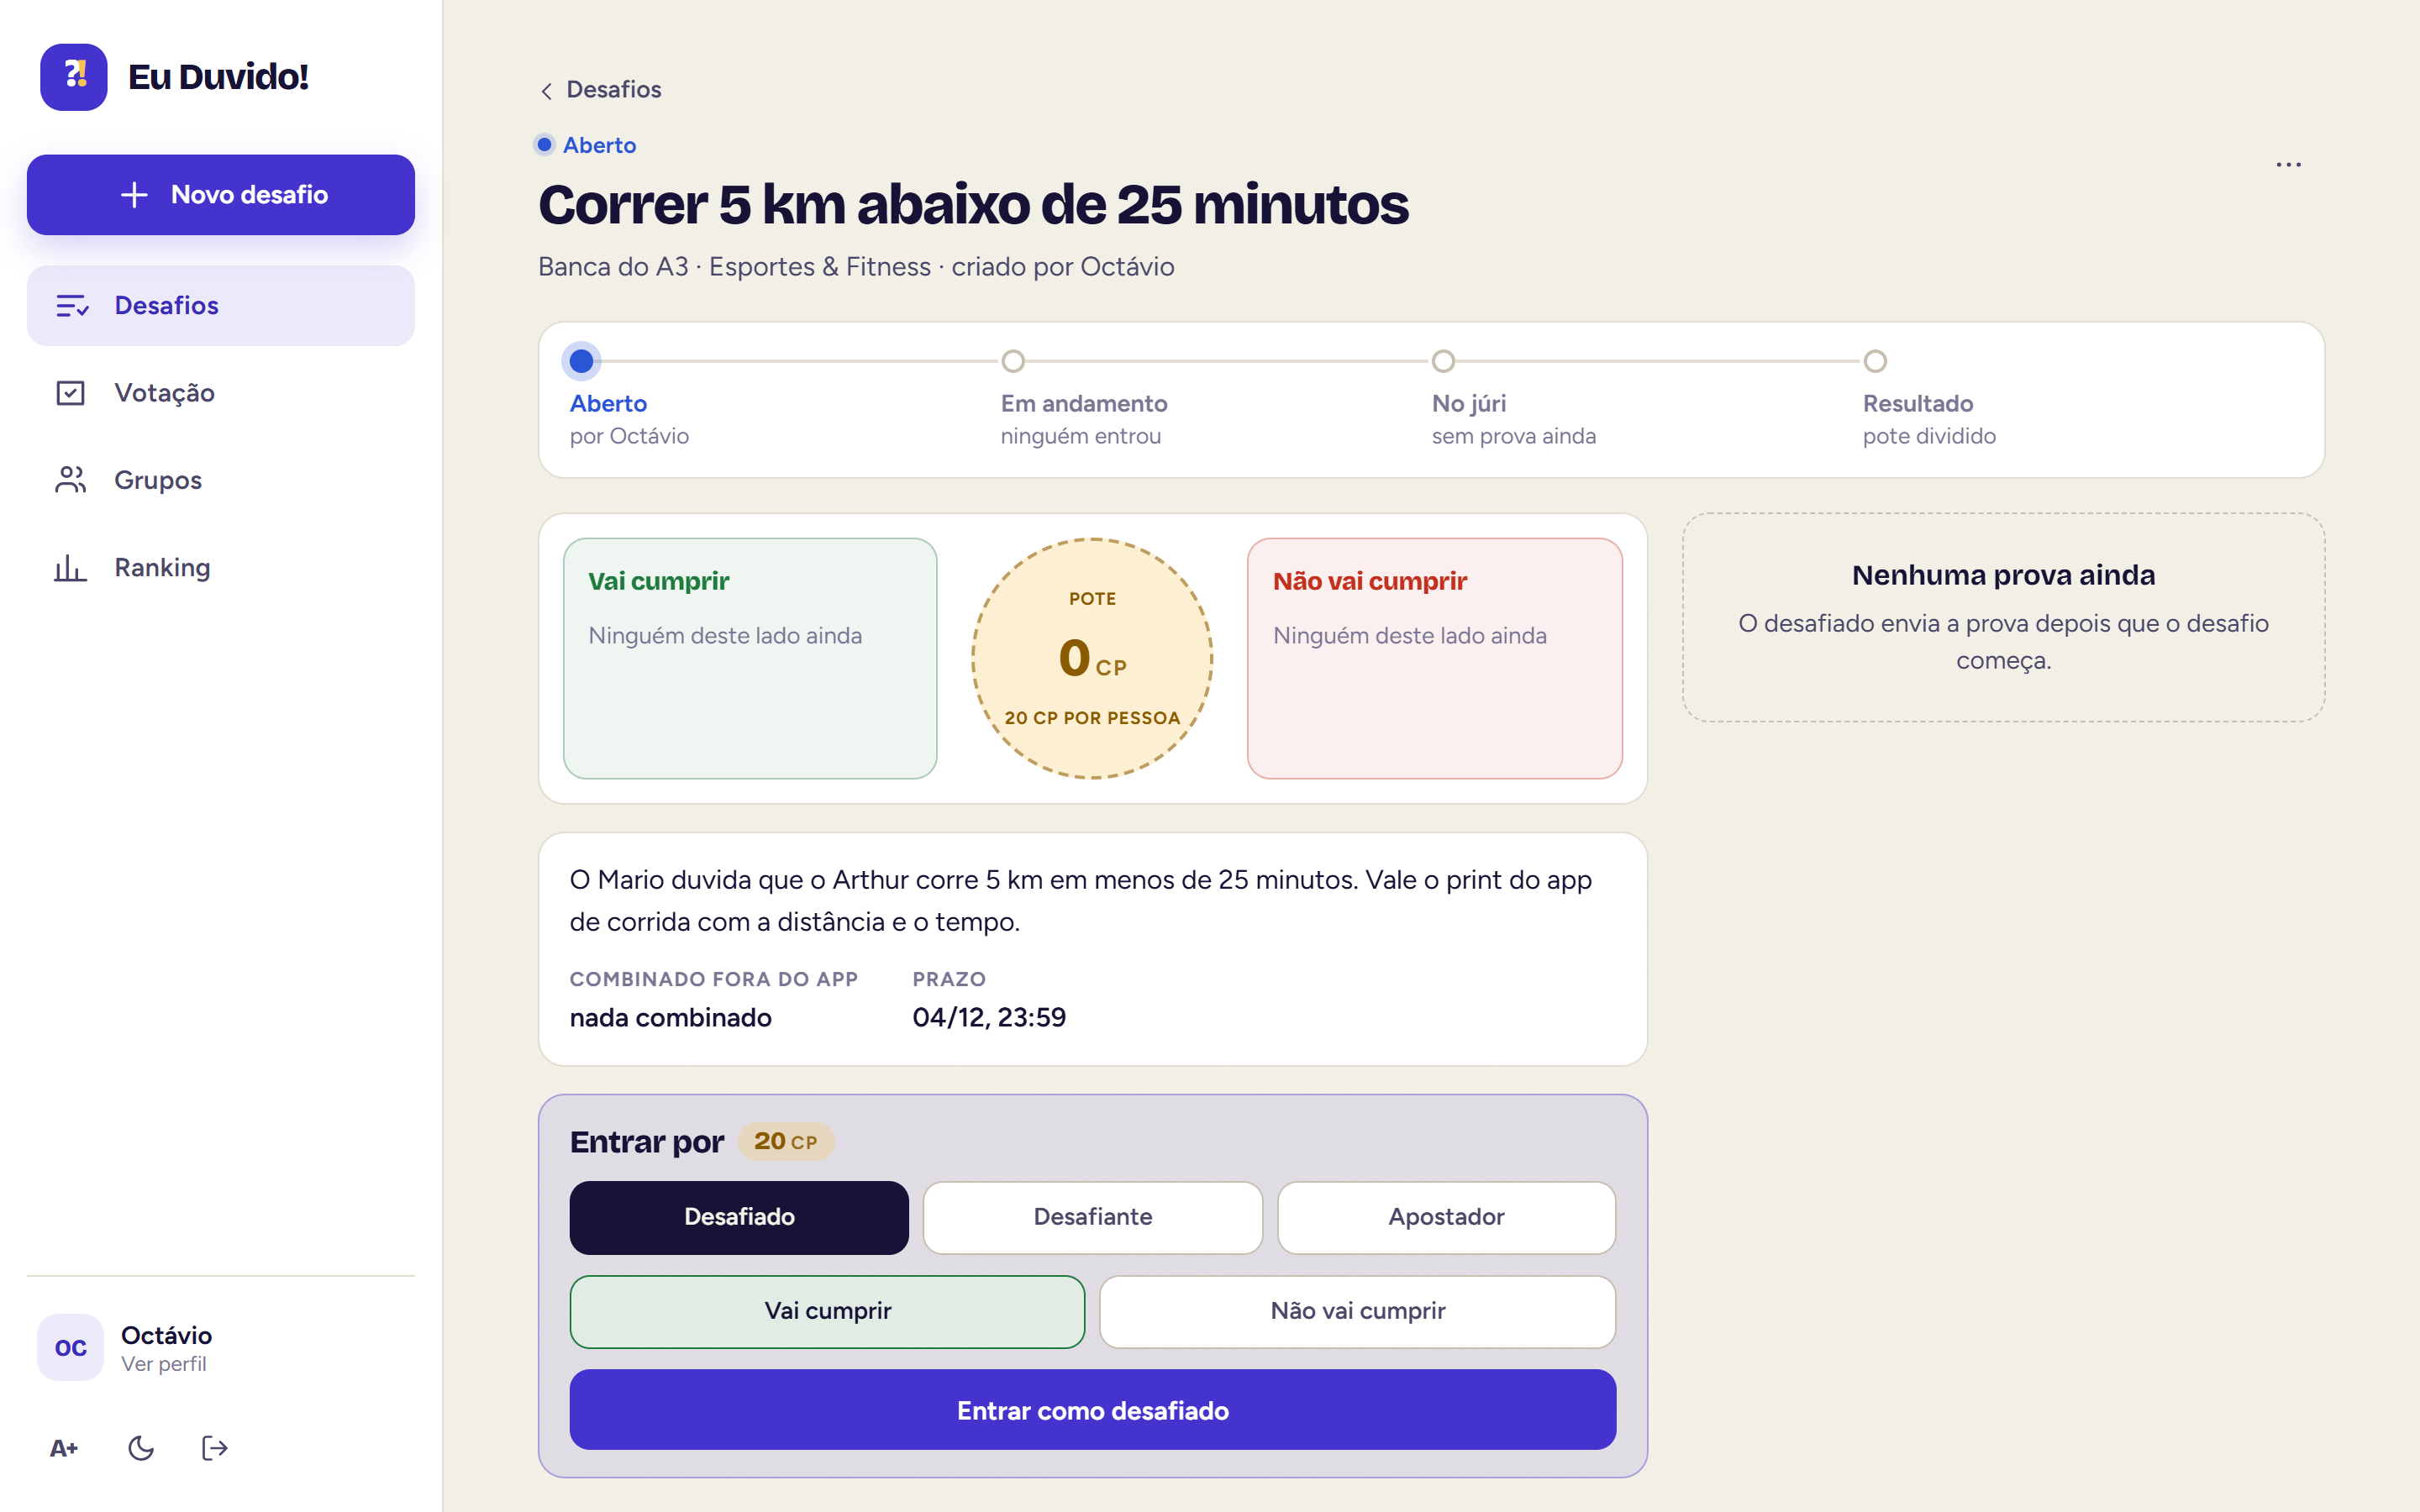 ?! Eu Duvido!
Novo desafio
Desafios
Votação
Grupos
Ranking
OC
Octávio
Ver perfil
A+
Desafios
Aberto
Correr 5 km abaixo de 25 minutos
Banca do A3 · Esportes & Fitness · criado por Octávio
Aberto
por Octávio
Em andamento
ninguém entrou
No júri
sem prova ainda
Resultado
pote dividido
Vai cumprir
Ninguém deste lado ainda
POTE
0 CP
20 CP POR PESSOA
Não vai cumprir
Ninguém deste lado ainda
Nenhuma prova ainda
O desafiado envia a prova depois que o desafio
começa.
O Mario duvida que o Arthur corre 5 km em menos de 25 minutos. Vale o print do app
de corrida com a distância e o tempo.
COMBINADO FORA DO APP
nada combinado
PRAZO
04/12, 23:59
Entrar por 20 CP
Desafiado
Desafiante
Apostador
Vai cumprir
Não vai cumprir
Entrar como desafiado